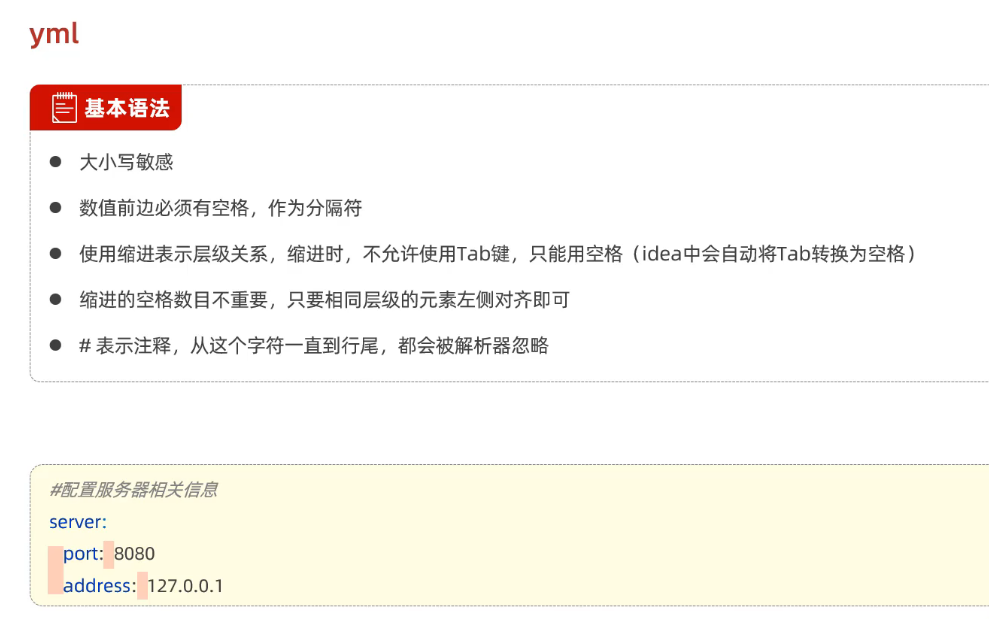 yml
基本语法
大小写敏感
数值前边必须有空格，作为分隔符
使用缩进表示层级关系，缩进时，不允许使用Tab键，只能用空格（idea中会自动将Tab转换为空格）
缩进的空格数目不重要，只要相同层级的元素左侧对齐即可
# 表示注释，从这个字符一直到行尾，都会被解析器忽略
#配置服务器相关信息
server:
  port: 8080
  address: 127.0.0.1